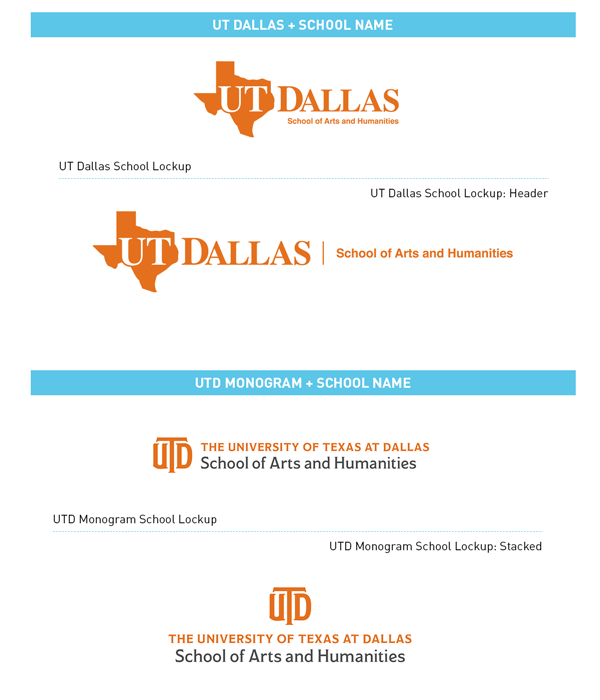 UT DALLAS + SCHOOL NAME
UT DALLAS
School of Arts and Humanities
UT Dallas School Lockup
UT Dallas School Lockup: Header
UT DALLAS | School of Arts and Humanities
UTD MONOGRAM + SCHOOL NAME
UTD THE UNIVERSITY OF TEXAS AT DALLAS
School of Arts and Humanities
UTD Monogram School Lockup
UTD Monogram School Lockup: Stacked
UTD
THE UNIVERSITY OF TEXAS AT DALLAS
School of Arts and Humanities